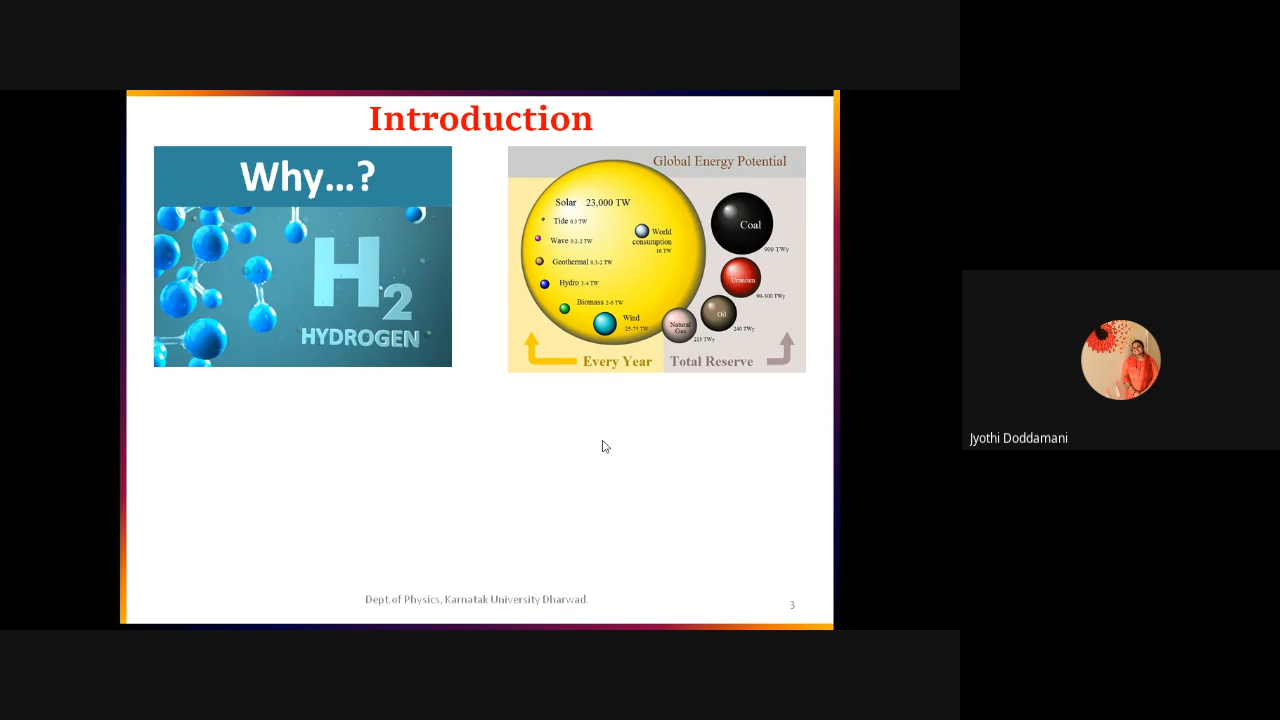 Introduction
Why...?
H2
HYDROGEN
Global Energy Potential
Solar 23,000 TW
Tide 0.3 TW
Wave 0.2-2 TW
World
consumption
16 TW
Geothermal 0.3-2 TW
Hydro 3-4 TW
Biomass 2-6 TW
Wind
25-75 TW
Coal
900 TWy
Uranium
90-300 TWy
Oil
240 TWy
Natural
Gas
215 TWy
Every Year
Total Reserve
Dept.of Physics, Karnatak University Dharwad.
3
Jyothi Doddamani